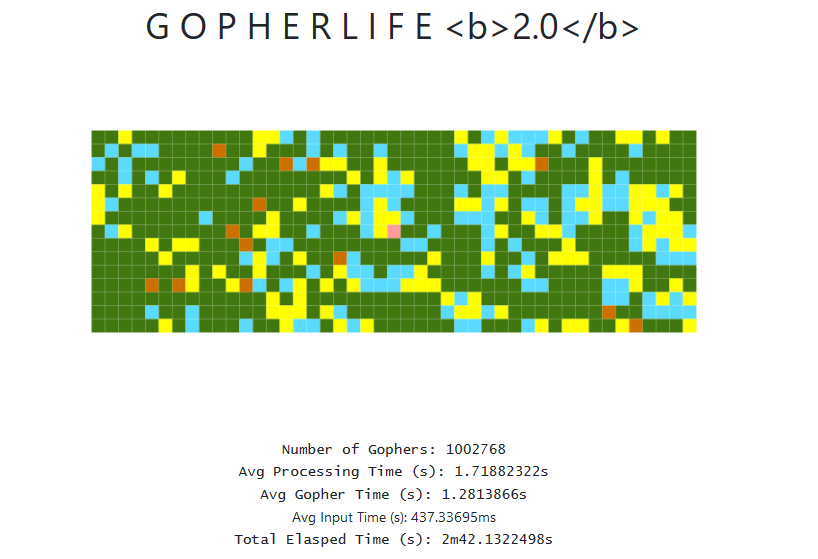 G O P H E R L I F E <b>2.0</b>
Number of Gophers: 1002768
Avg Processing Time (s): 1.71882322s
Avg Gopher Time (s): 1.2813866s
Avg Input Time (s): 437.33695ms
Total Elasped Time (s): 2m42.1322498s